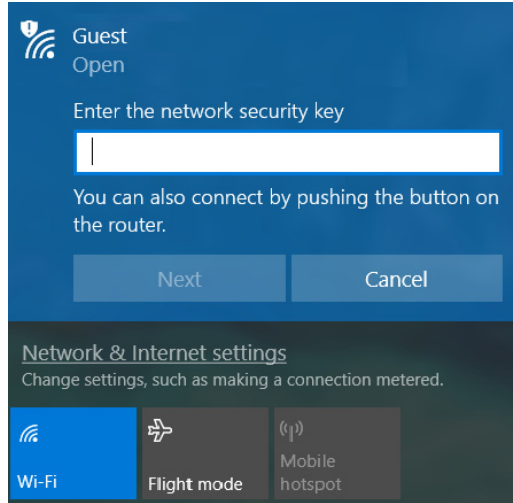 Guest
Open
Enter the network security key
You can also connect by pushing the button on
the router.
Next
Cancel
Network & Internet settings
Change settings, such as making a connection metered.
Wi-Fi
Flight mode
Mobile
hotspot